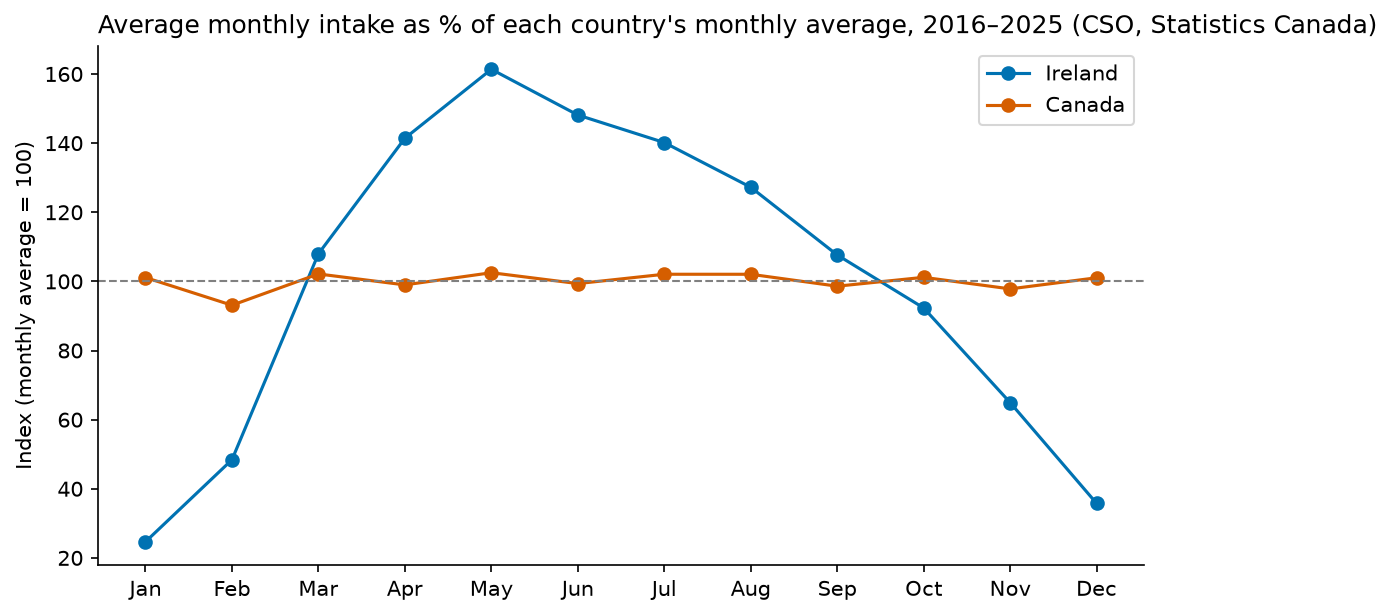 Average monthly intake as % of each country's monthly average, 2016–2025 (CSO, Statistics Canada)
Ireland
Canada
Index (monthly average = 100)
160
140
120
100
80
60
40
20
Jan Feb Mar Apr May Jun Jul Aug Sep Oct Nov Dec